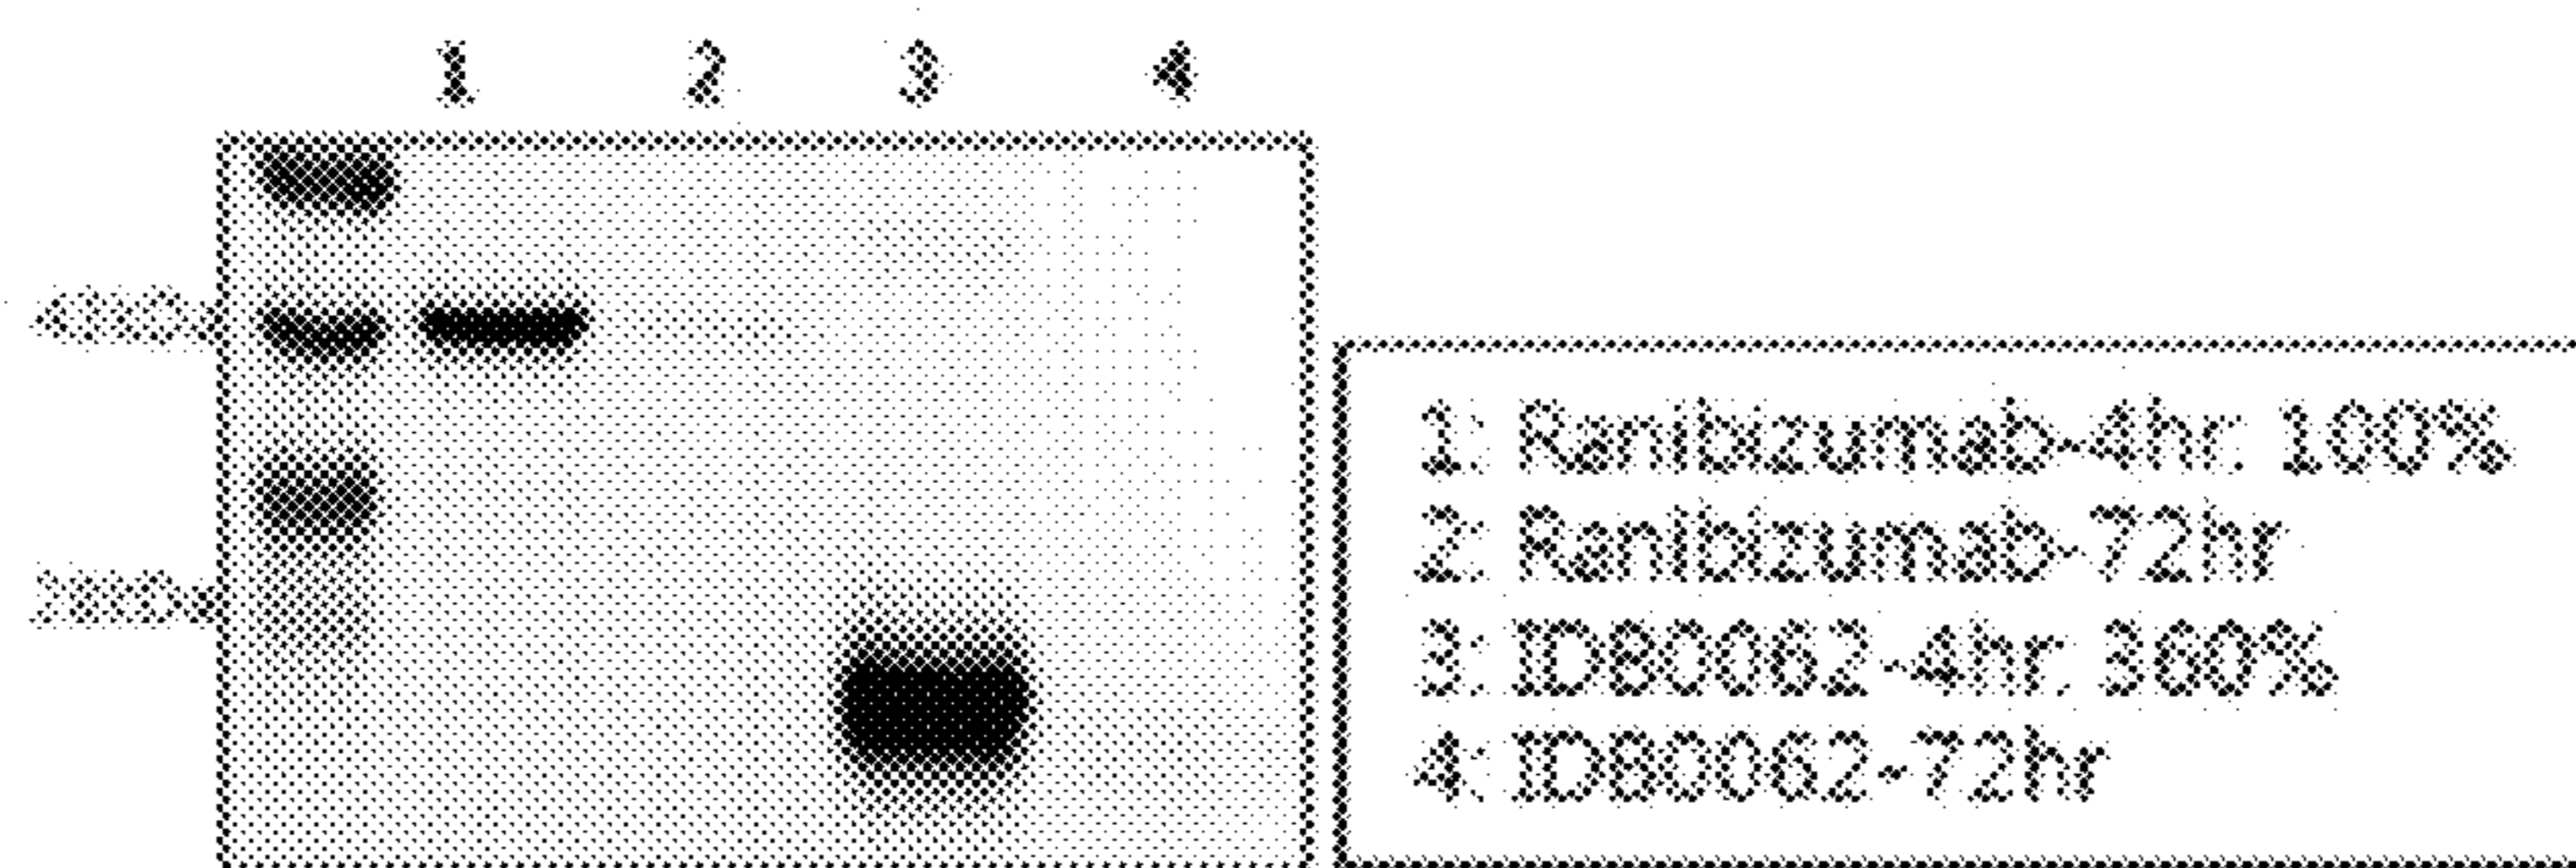 1 2 3 4
1: Ranibizumab-4hr. 100%
2: Ranibizumab-72hr
3: IDB0062-4hr. 360%
4: IDB0062-72hr